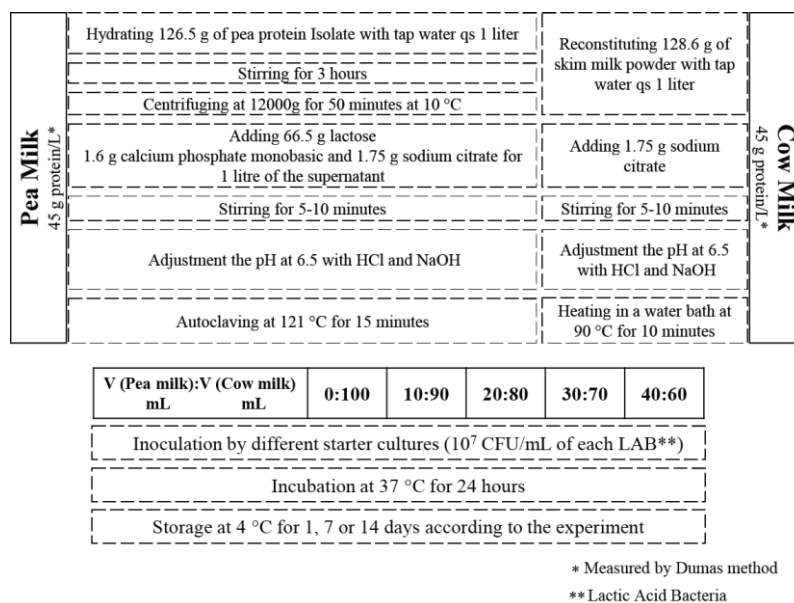 Pea Milk
45 g protein/L*
Hydrating 126.5 g of pea protein Isolate with tap water qs 1 liter
Stirring for 3 hours
Centrifuging at 12000g for 50 minutes at 10 °C
Adding 66.5 g lactose
1.6 g calcium phosphate monobasic and 1.75 g sodium citrate for
1 litre of the supernatant
Stirring for 5-10 minutes
Adjustment the pH at 6.5 with HCl and NaOH
Autoclaving at 121 °C for 15 minutes
Reconstituting 128.6 g of
skim milk powder with tap
water qs 1 liter
Adding 1.75 g sodium
citrate
Stirring for 5-10 minutes
Adjustment the pH at 6.5
with HCl and NaOH
Heating in a water bath at
90 °C for 10 minutes
Cow Milk
45 g protein/L*
V (Pea milk):V (Cow milk) 0:100 10:90 20:80 30:70 40:60
mL mL
Inoculation by different starter cultures (10⁷ CFU/mL of each LAB**)
Incubation at 37 °C for 24 hours
Storage at 4 °C for 1, 7 or 14 days according to the experiment
* Measured by Dumas method
** Lactic Acid Bacteria